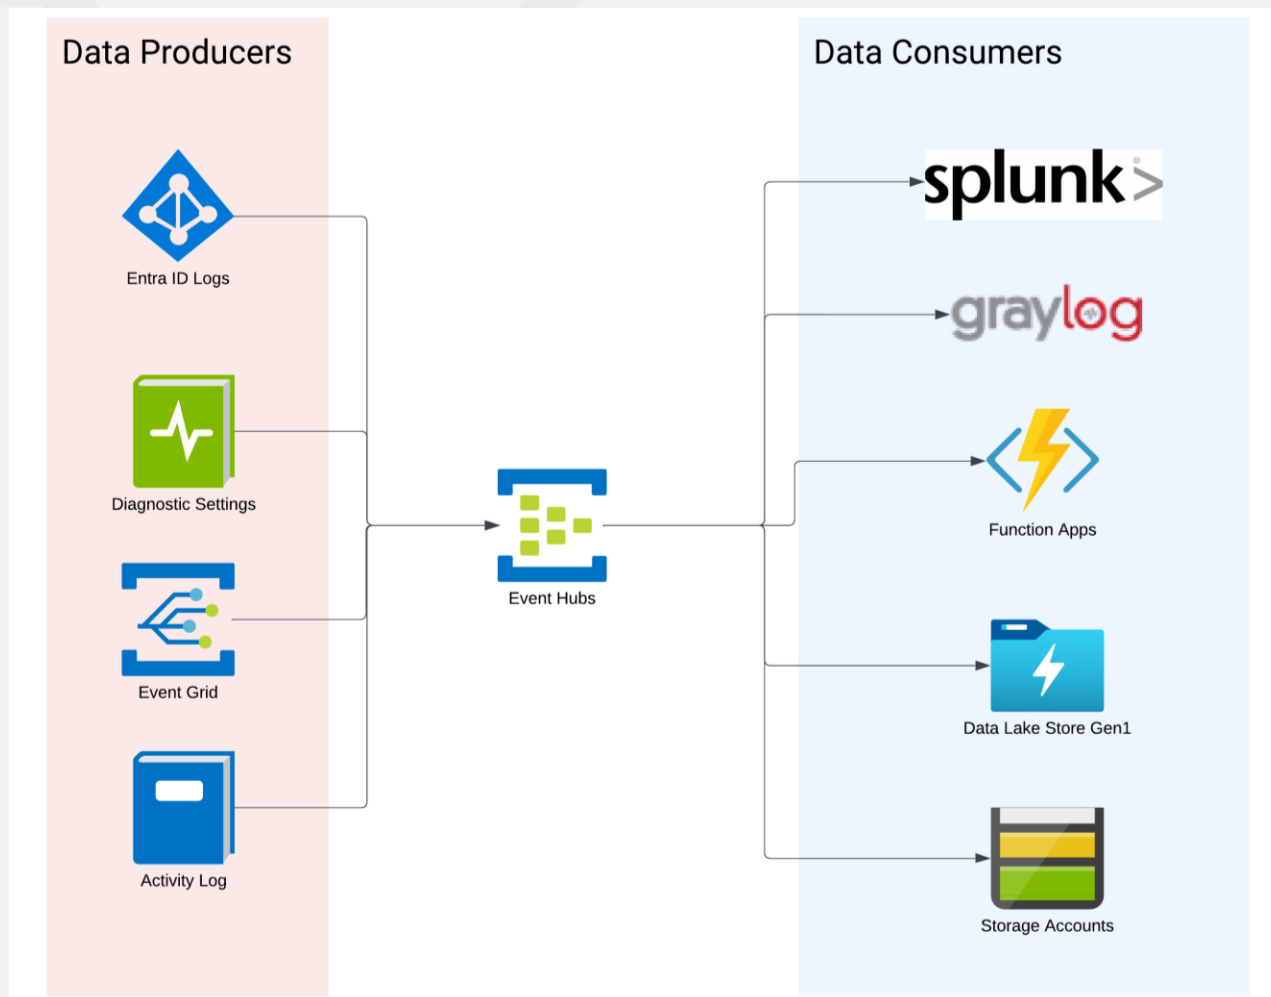 Data Producers
Data Consumers
Entra ID Logs
Diagnostic Settings
Event Grid
Activity Log
Event Hubs
splunk>
graylog
Function Apps
Data Lake Store Gen1
Storage Accounts